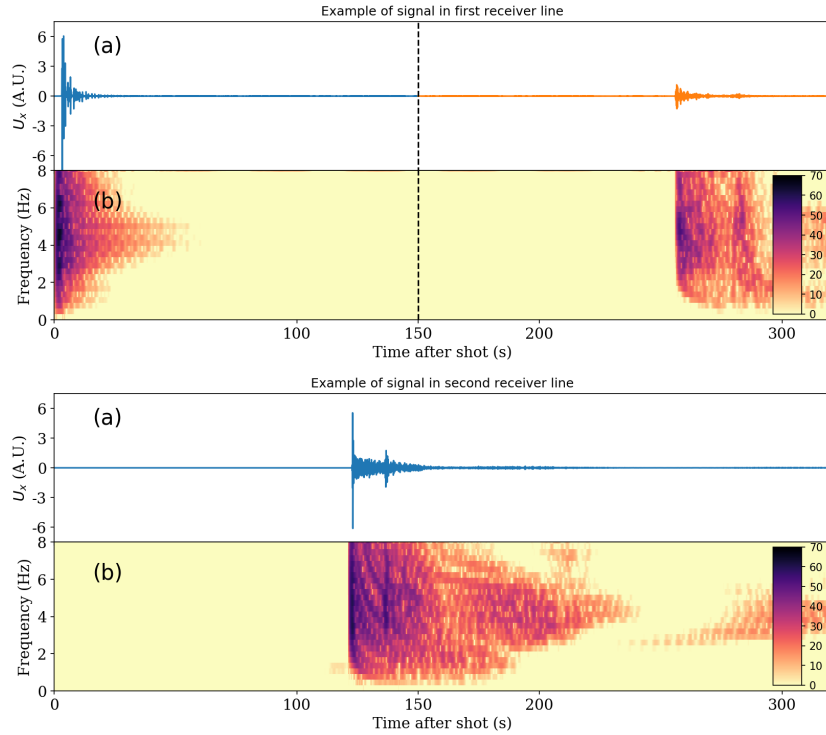 Example of signal in first receiver line
(a)
6
3
0
-3
-6
U_x (A.U.)
(b)
8
6
4
2
0
Frequency (Hz)
70
60
50
40
30
20
10
0
0 100 150 200 300
Time after shot (s)
Example of signal in second receiver line
(a)
6
3
0
-3
-6
U_x (A.U.)
(b)
8
6
4
2
0
Frequency (Hz)
70
60
50
40
30
20
10
0
0 100 200 300
Time after shot (s)